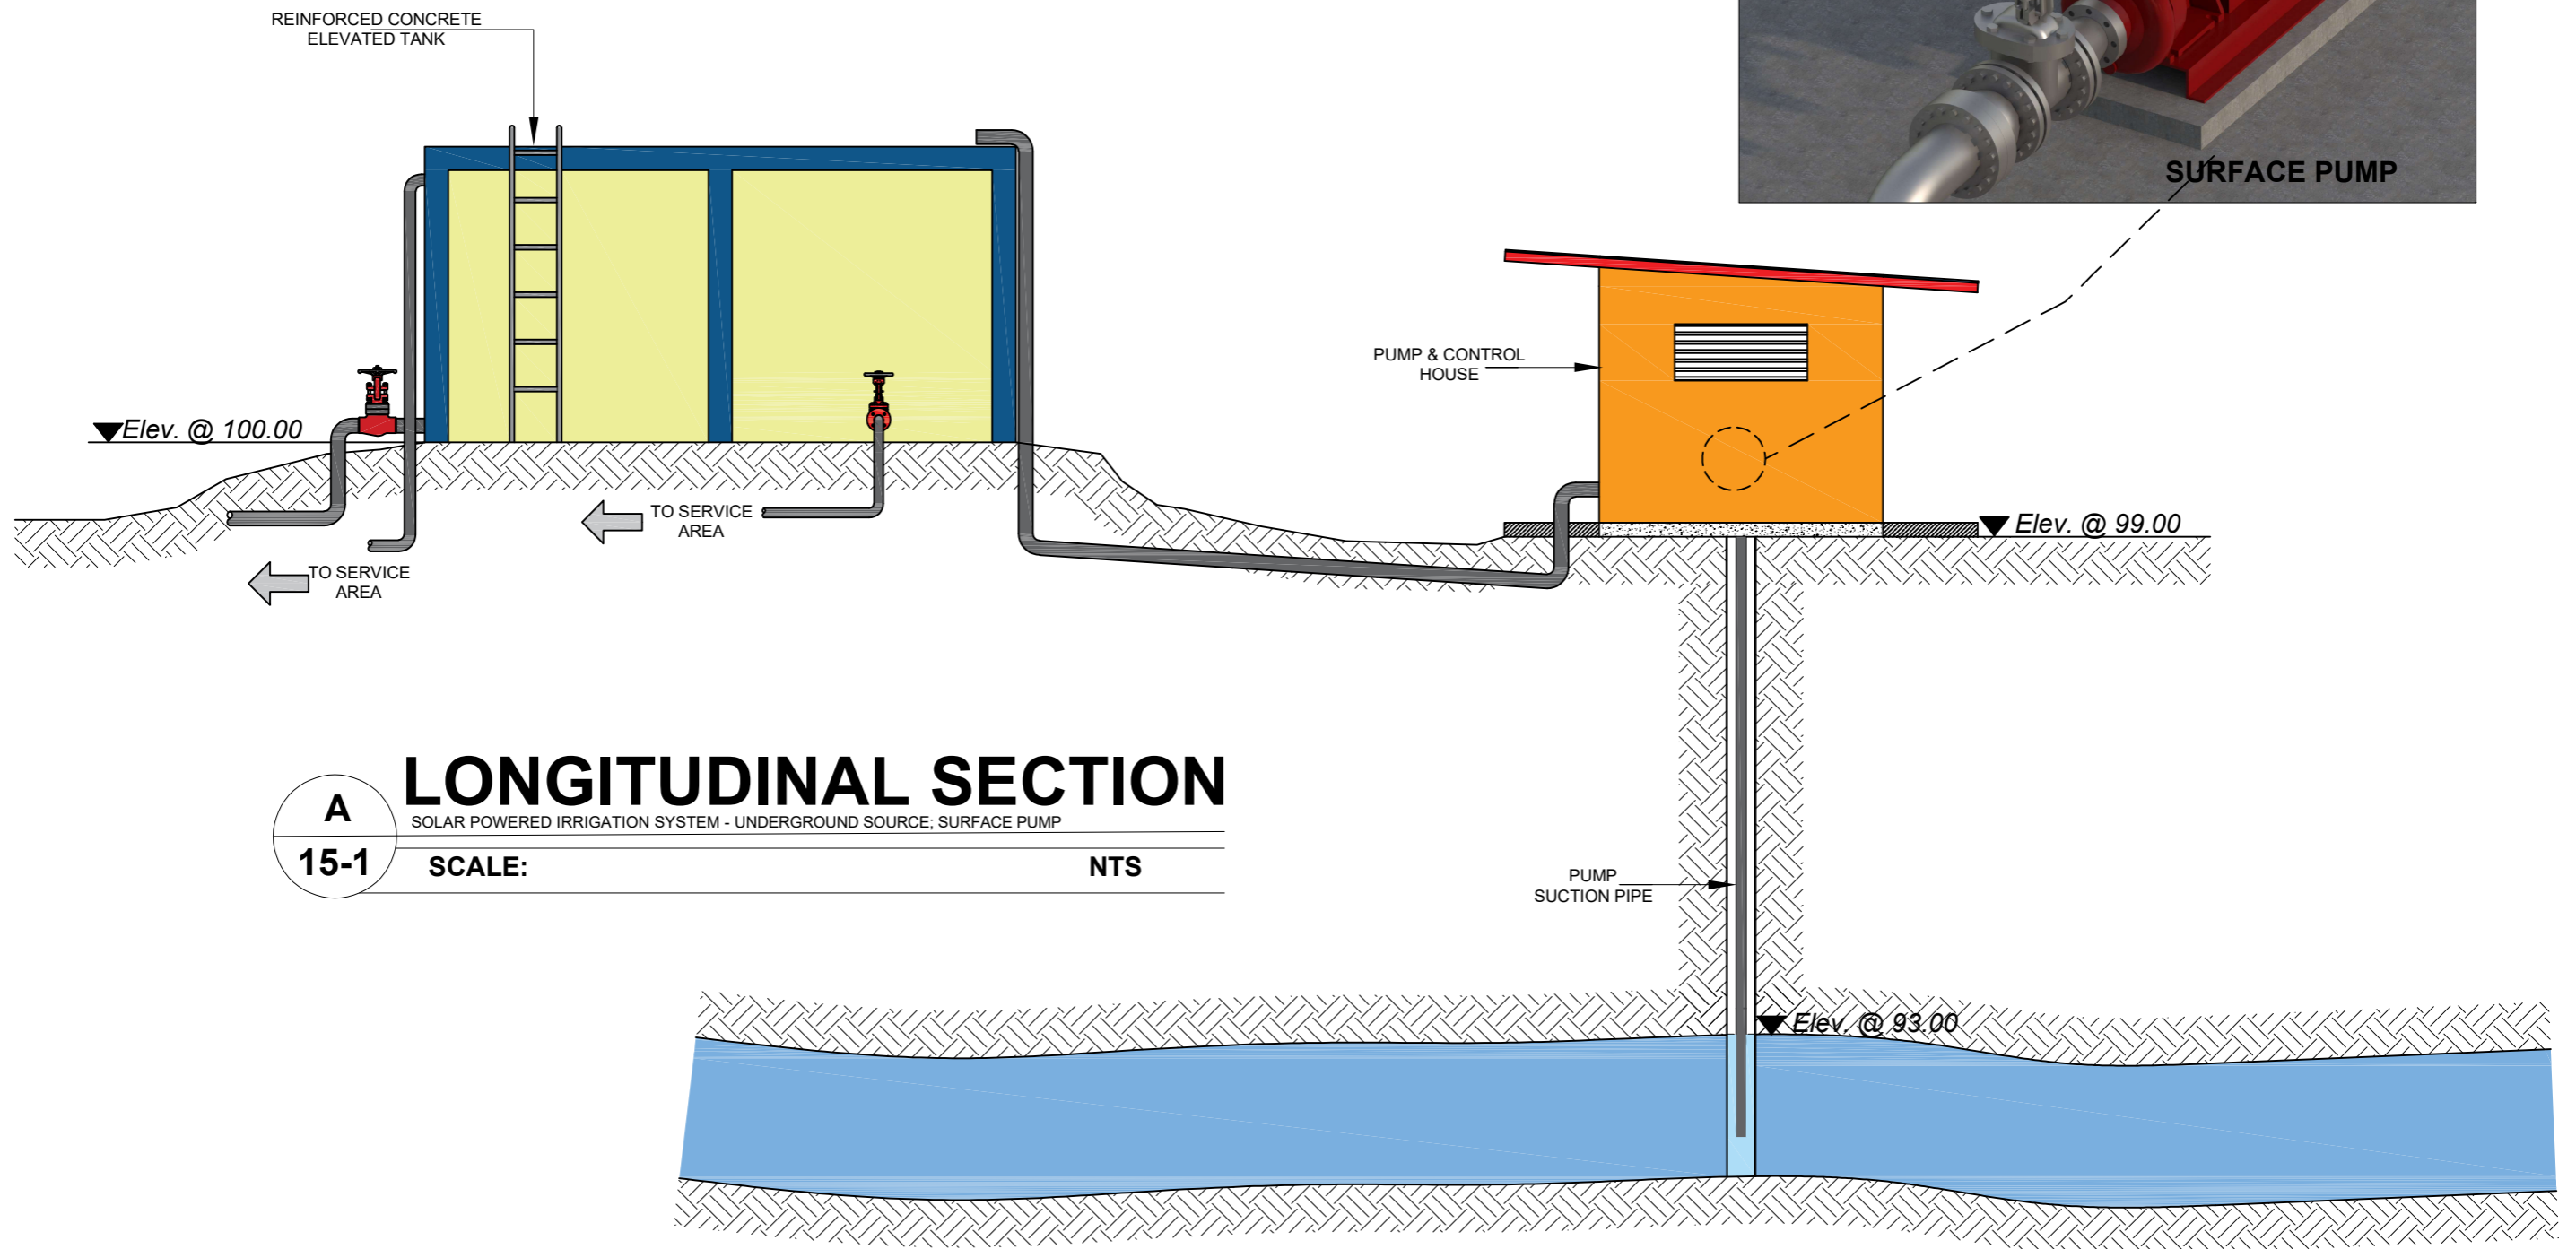 REINFORCED CONCRETE
ELEVATED TANK
SURFACE PUMP
PUMP & CONTROL
HOUSE
Elev. @ 100.00
TO SERVICE
AREA
Elev. @ 99.00
TO SERVICE
AREA
A
15-1
LONGITUDINAL SECTION
SOLAR POWERED IRRIGATION SYSTEM - UNDERGROUND SOURCE; SURFACE PUMP
SCALE: NTS
PUMP
SUCTION PIPE
Elev. @ 93.00